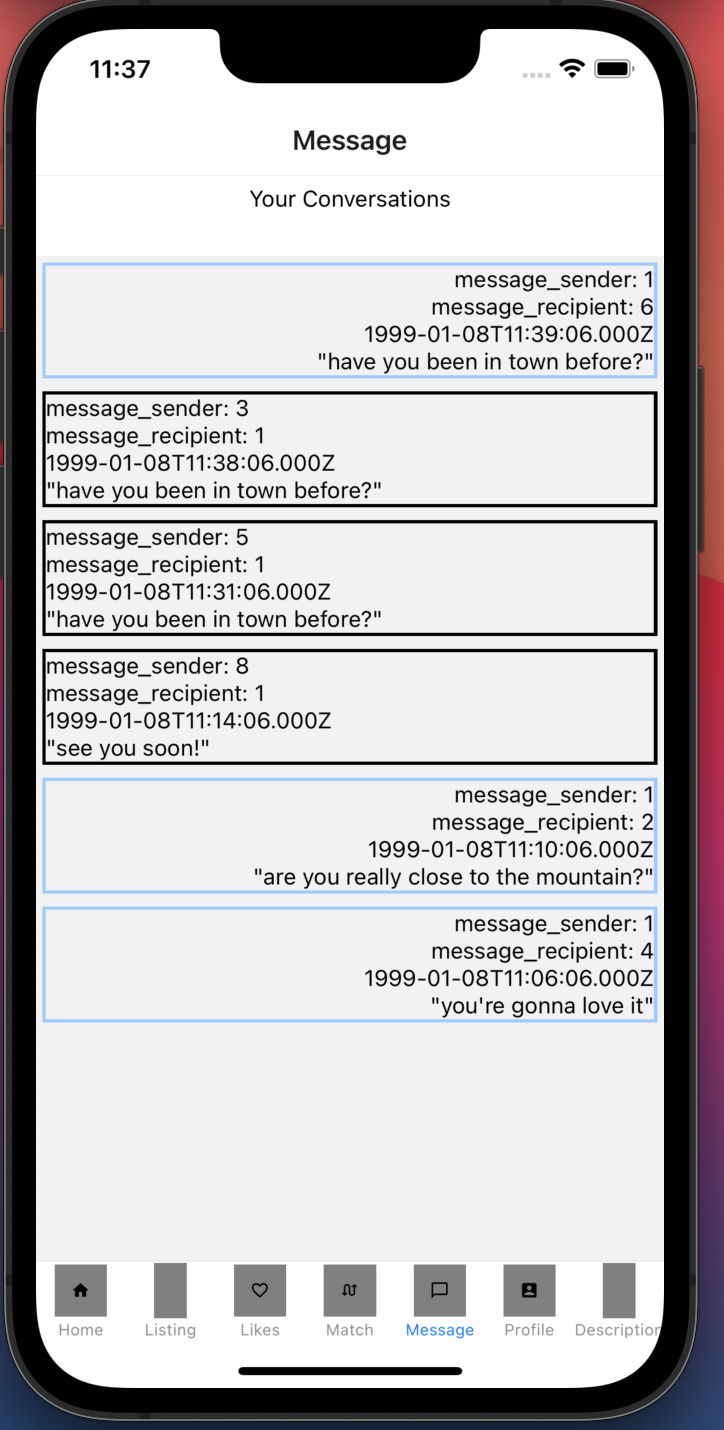 11:37
Message
Your Conversations
message_sender: 1
message_recipient: 6
1999-01-08T11:39:06.000Z
"have you been in town before?"
message_sender: 3
message_recipient: 1
1999-01-08T11:38:06.000Z
"have you been in town before?"
message_sender: 5
message_recipient: 1
1999-01-08T11:31:06.000Z
"have you been in town before?"
message_sender: 8
message_recipient: 1
1999-01-08T11:14:06.000Z
"see you soon!"
message_sender: 1
message_recipient: 2
1999-01-08T11:10:06.000Z
"are you really close to the mountain?"
message_sender: 1
message_recipient: 4
1999-01-08T11:06:06.000Z
"you're gonna love it"
Home Listing Likes Match Message Profile Description